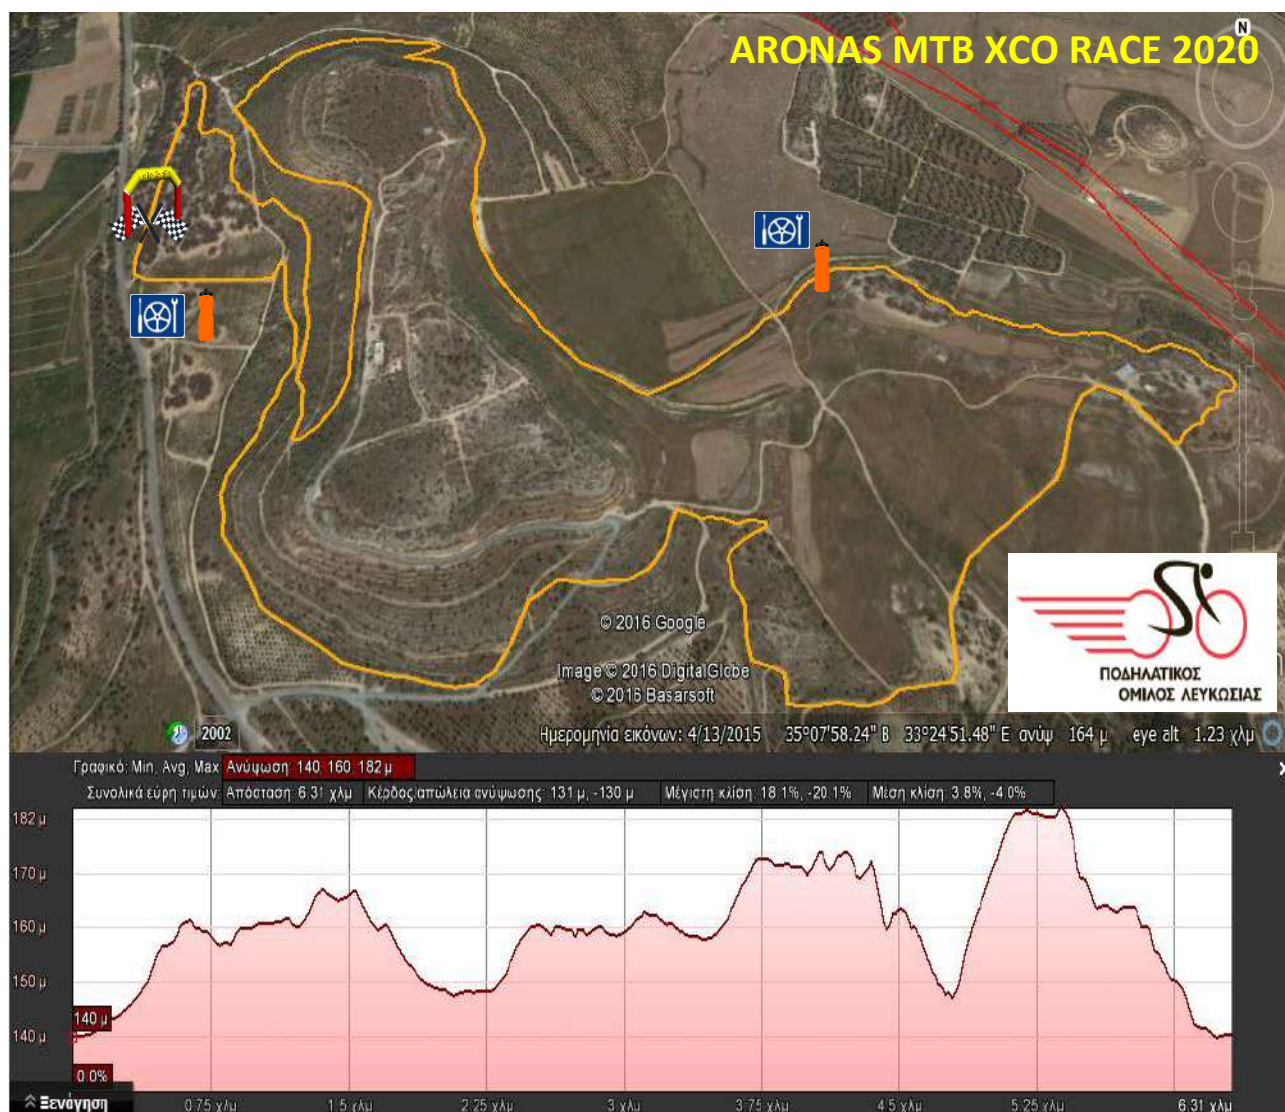 N
ARONAS MTB XCO RACE 2020
© 2016 Google
Image © 2016 DigitalGlobe
© 2016 Basarsoft
ΠΟΔΗΛΑΤΙΚΟΣ
ΟΜΙΛΟΣ ΛΕΥΚΩΣΙΑΣ
2002
Ημερομηνία εικόνων: 4/13/2015 35°07'58.24" Β 33°24'51.48" Ε ανύψ 164 μ eye alt 1.23 χλμ
Γραφικό: Min, Avg, Max Ανύψωση: 140, 160, 182 μ
Συνολικά εύρη τιμών: Απόσταση: 6.31 χλμ Κέρδος/απώλεια ανύψωσης: 131 μ, -130 μ Μέγιστη κλίση: 18.1%, -20.1% Μέση κλίση: 3.8%, -4.0%
182 μ
170 μ
160 μ
150 μ
140 μ
140 μ
0.0%
Ξενάγηση
0.75 χλμ 1.5 χλμ 2.25 χλμ 3 χλμ 3.75 χλμ 4.5 χλμ 5.25 χλμ 6.31 χλμ